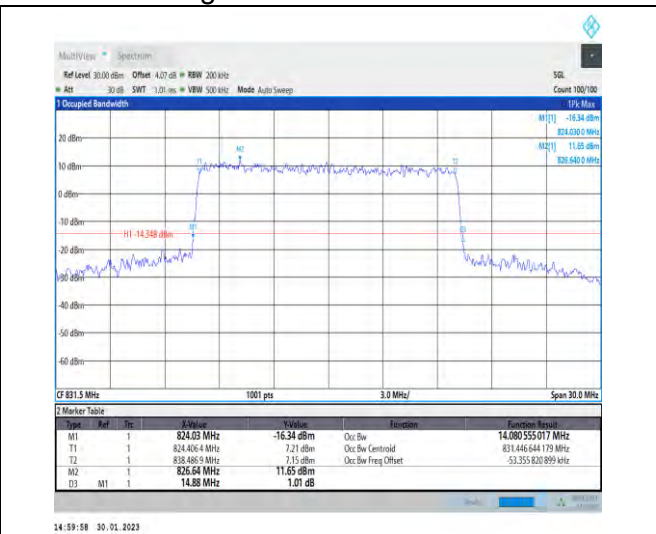 MultiView Spectrum
Ref Level 30.00 dBm Offset 4.07 dB RBW 200 kHz SGL
Att 30 dB SWT 1.01 ms VBW 500 kHz Mode Auto Sweep Count 100/100
1 Occupied Bandwidth 1Pk Max
M1[1] -16.34 dBm
824.030 0 MHz
M2[1] 11.65 dBm
826.640 0 MHz
20 dBm
M2
T1 T2
10 dBm
0 dBm
-10 dBm
H1 -14.348 dBm M1 D3
-20 dBm
-30 dBm
-40 dBm
-50 dBm
-60 dBm
CF 831.5 MHz 1001 pts 3.0 MHz/ Span 30.0 MHz
2 Marker Table
Type Ref Trc X-Value Y-Value Function Function Result
M1 1 824.03 MHz -16.34 dBm Occ Bw 14.080 555 017 MHz
T1 1 824.406 4 MHz 7.21 dBm Occ Bw Centroid 831.446 644 179 MHz
T2 1 838.486 9 MHz 7.15 dBm Occ Bw Freq Offset -53.355 820 899 kHz
M2 1 826.64 MHz 11.65 dBm
D3 M1 1 14.88 MHz 1.01 dB
14:59:58 30.01.2023